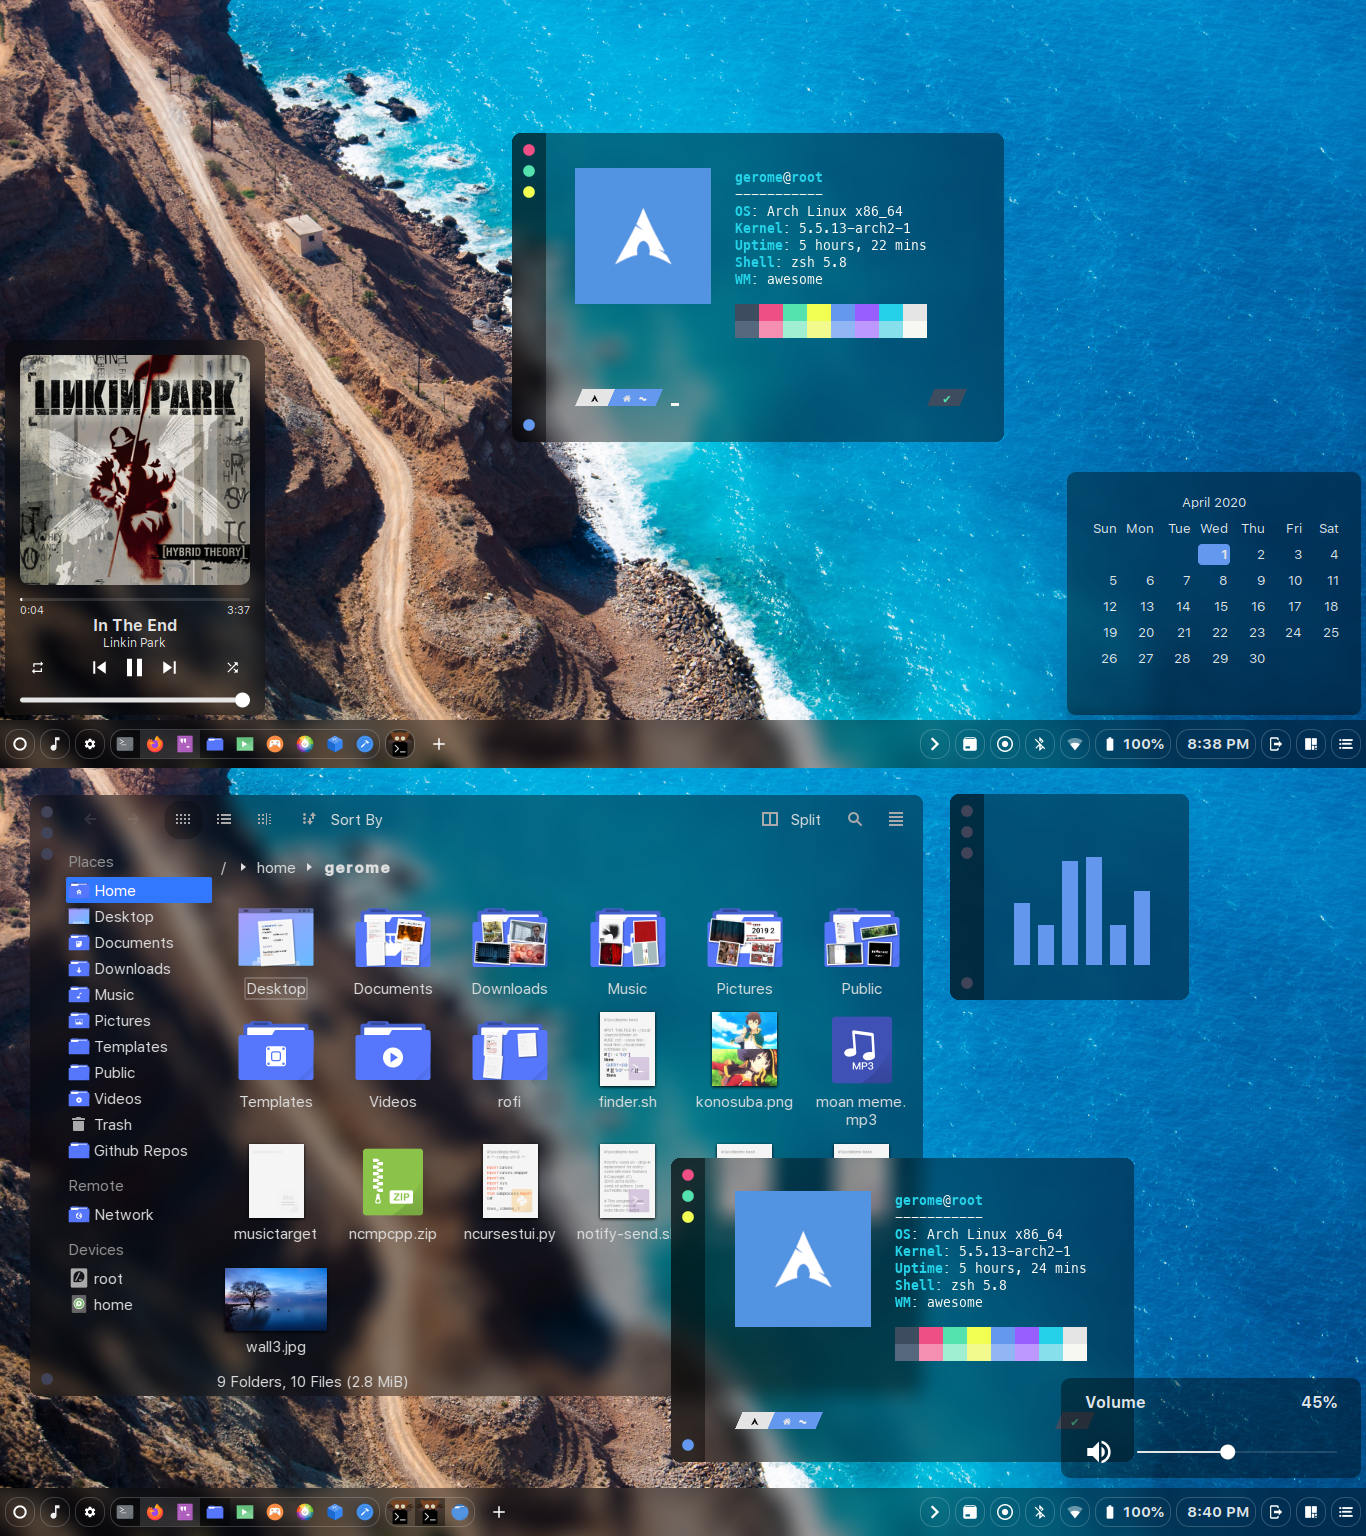 gerome@root
-----------
OS: Arch Linux x86_64
Kernel: 5.5.13-arch2-1
Uptime: 5 hours, 22 mins
Shell: zsh 5.8
WM: awesome
~
LINKIN PARK
[HYBRID THEORY]
0:04 3:37
In The End
Linkin Park
April 2020
Sun Mon Tue Wed Thu Fri Sat
1 2 3 4
5 6 7 8 9 10 11
12 13 14 15 16 17 18
19 20 21 22 23 24 25
26 27 28 29 30
100% 8:38 PM
Sort By Split
/ home gerome
Places
Home
Desktop
Documents
Downloads
Music
Pictures
Templates
Public
Videos
Trash
Github Repos
Remote
Network
Devices
root
home
2019.2
Desktop Documents Downloads Music Pictures Public
MP3
Templates Videos rofi finder.sh konosuba.png moan meme.
mp3
ZIP
musictarget ncmpcpp.zip ncursestui.py notify-send.s
wall3.jpg
9 Folders, 10 Files (2.8 MiB)
gerome@root
-----------
OS: Arch Linux x86_64
Kernel: 5.5.13-arch2-1
Uptime: 5 hours, 24 mins
Shell: zsh 5.8
WM: awesome
~
Volume 45%
100% 8:40 PM